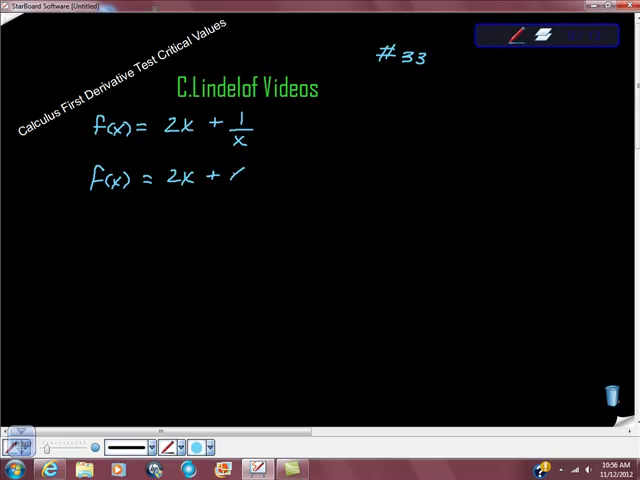 StarBoard Software [Untitled]
# 33
Calculus First Derivative Test Critical Values
C.Lindelof Videos
f(x) = 2x + 1/x
f(x) = 2x +
10:56 AM
11/12/2012